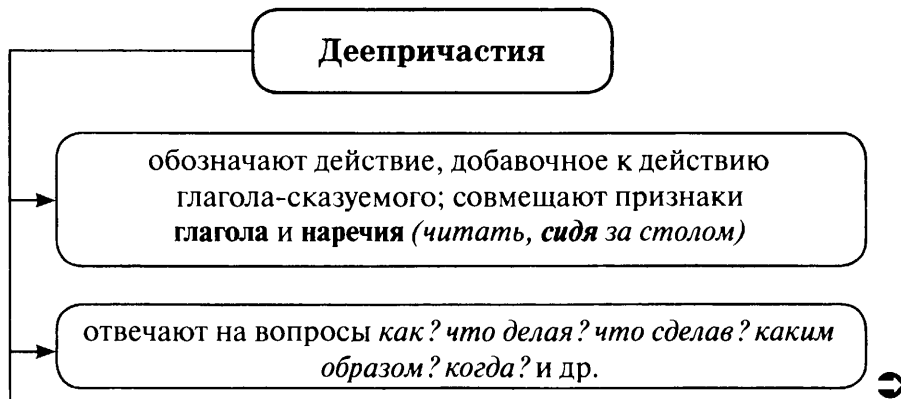 Деепричастия
обозначают действие, добавочное к действию
глагола-сказуемого; совмещают признаки
глагола и наречия (читать, сидя за столом)
отвечают на вопросы как? что делая? что сделав? каким
образом? когда? и др.